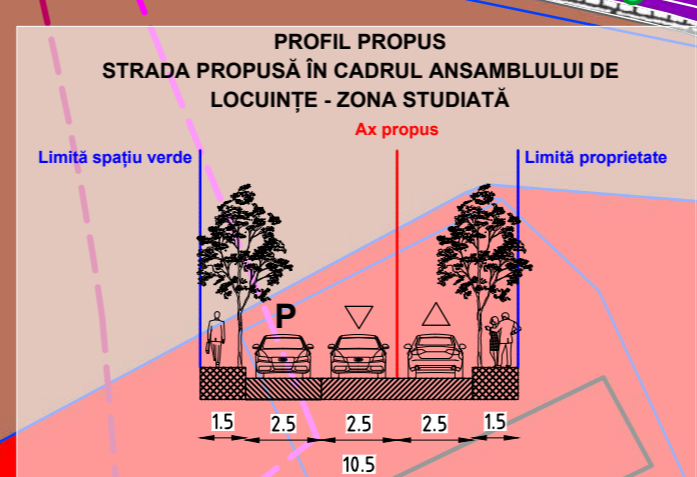 PROFIL PROPUS
STRADA PROPUSĂ ÎN CADRUL ANSAMBLULUI DE
LOCUINȚE - ZONA STUDIATĂ
Ax propus
Limită spațiu verde
Limită proprietate
P
1.5 2.5 2.5 2.5 1.5
10.5